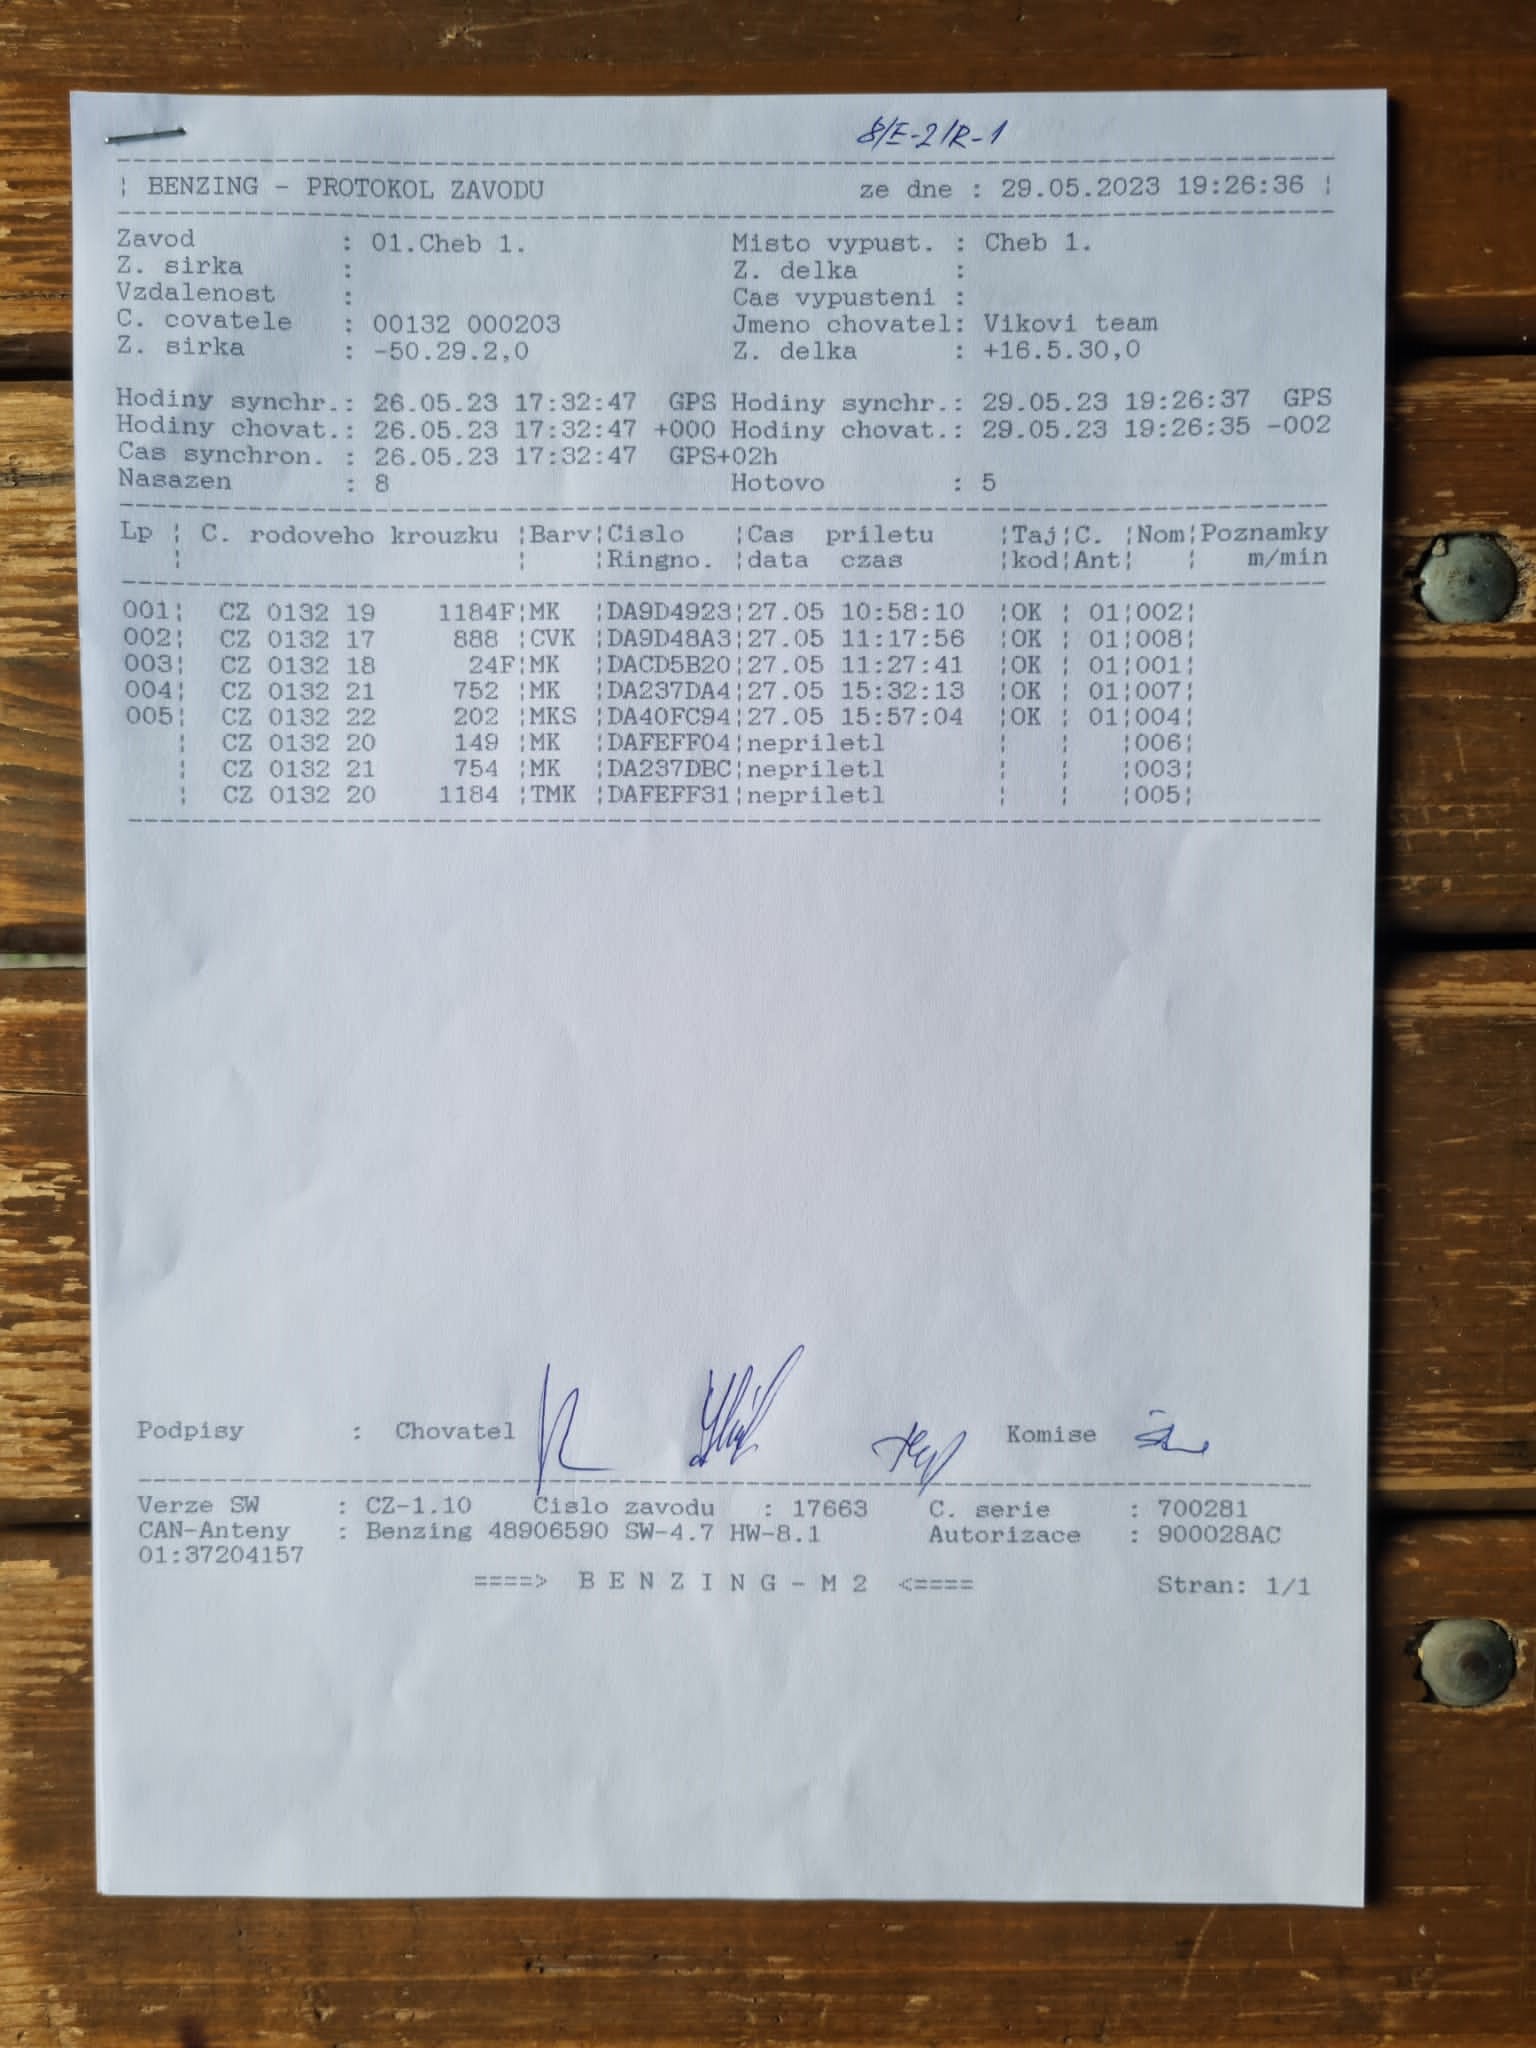 8/E-2/R-1
BENZING - PROTOKOL ZAVODU ze dne : 29.05.2023 19:26:36
Zavod : 01.Cheb 1. Misto vypust. : Cheb 1.
Z. sirka : Z. delka :
Vzdalenost : Cas vypusteni :
C. covatele : 00132 000203 Jmeno chovatel: Vikovi team
Z. sirka : -50.29.2,0 Z. delka : +16.5.30,0
Hodiny synchr.: 26.05.23 17:32:47 GPS Hodiny synchr.: 29.05.23 19:26:37 GPS
Hodiny chovat.: 26.05.23 17:32:47 +000 Hodiny chovat.: 29.05.23 19:26:35 -002
Cas synchron. : 26.05.23 17:32:47 GPS+02h
Nasazen : 8 Hotovo : 5
Lp ¦ C. rodoveho krouzku ¦Barv¦Cislo ¦Cas priletu ¦Taj¦C. ¦Nom¦Poznamky
¦ ¦ ¦Ringno. ¦data czas ¦kod¦Ant¦ ¦ m/min
001¦ CZ 0132 19 1184F¦MK ¦DA9D4923¦27.05 10:58:10 ¦OK ¦ 01¦002¦
002¦ CZ 0132 17 888 ¦CVK ¦DA9D48A3¦27.05 11:17:56 ¦OK ¦ 01¦008¦
003¦ CZ 0132 18 24F¦MK ¦DACD5B20¦27.05 11:27:41 ¦OK ¦ 01¦001¦
004¦ CZ 0132 21 752 ¦MK ¦DA237DA4¦27.05 15:32:13 ¦OK ¦ 01¦007¦
005¦ CZ 0132 22 202 ¦MKS ¦DA40FC94¦27.05 15:57:04 ¦OK ¦ 01¦004¦
¦ CZ 0132 20 149 ¦MK ¦DAFEFF04¦nepriletl ¦ ¦ ¦006¦
¦ CZ 0132 21 754 ¦MK ¦DA237DBC¦nepriletl ¦ ¦ ¦003¦
¦ CZ 0132 20 1184 ¦TMK ¦DAFEFF31¦nepriletl ¦ ¦ ¦005¦
Podpisy : Chovatel Komise
Verze SW : CZ-1.10 Cislo zavodu : 17663 C. serie : 700281
CAN-Anteny : Benzing 48906590 SW-4.7 HW-8.1 Autorizace : 900028AC
01:37204157
====> B E N Z I N G - M 2 <==== Stran: 1/1